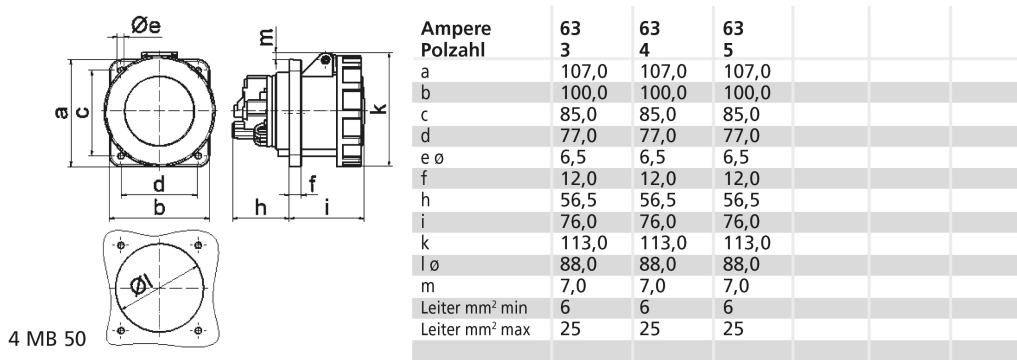 Øe
m
a
c
k
d
f
b
h
i
Øl
4 MB 50
Ampere 63 63 63
Polzahl 3 4 5
a 107,0 107,0 107,0
b 100,0 100,0 100,0
c 85,0 85,0 85,0
d 77,0 77,0 77,0
e ø 6,5 6,5 6,5
f 12,0 12,0 12,0
h 56,5 56,5 56,5
i 76,0 76,0 76,0
k 113,0 113,0 113,0
l ø 88,0 88,0 88,0
m 7,0 7,0 7,0
Leiter mm² min 6 6 6
Leiter mm² max 25 25 25